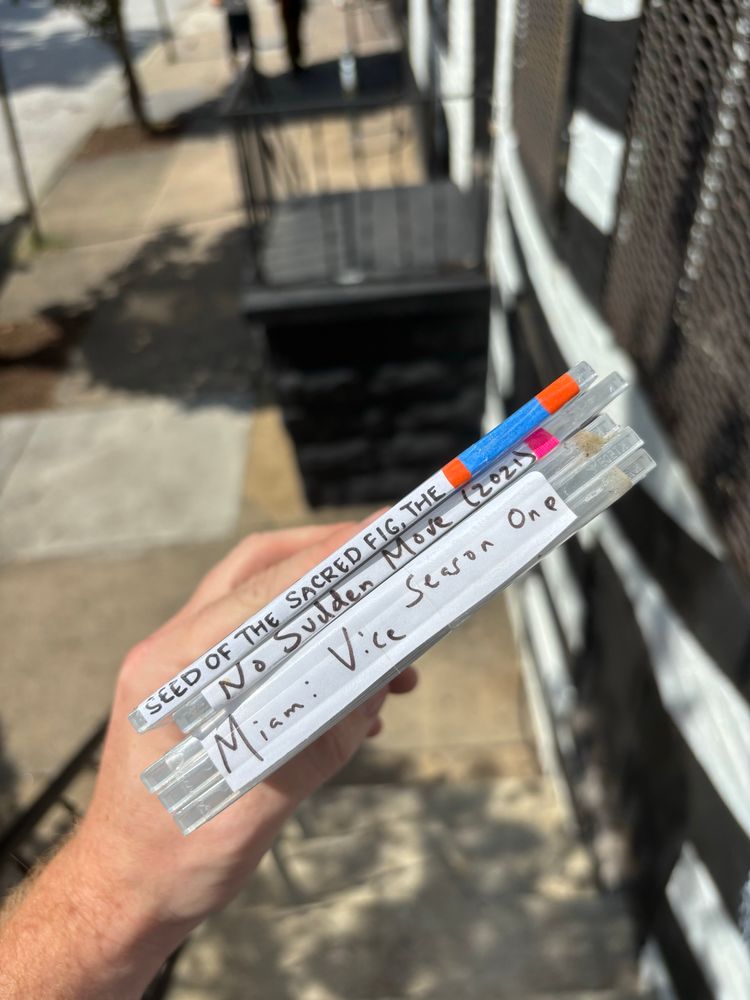 SEED OF THE SACRED FIG, THE
No Sudden Move (2021)
Miami Vice Season One